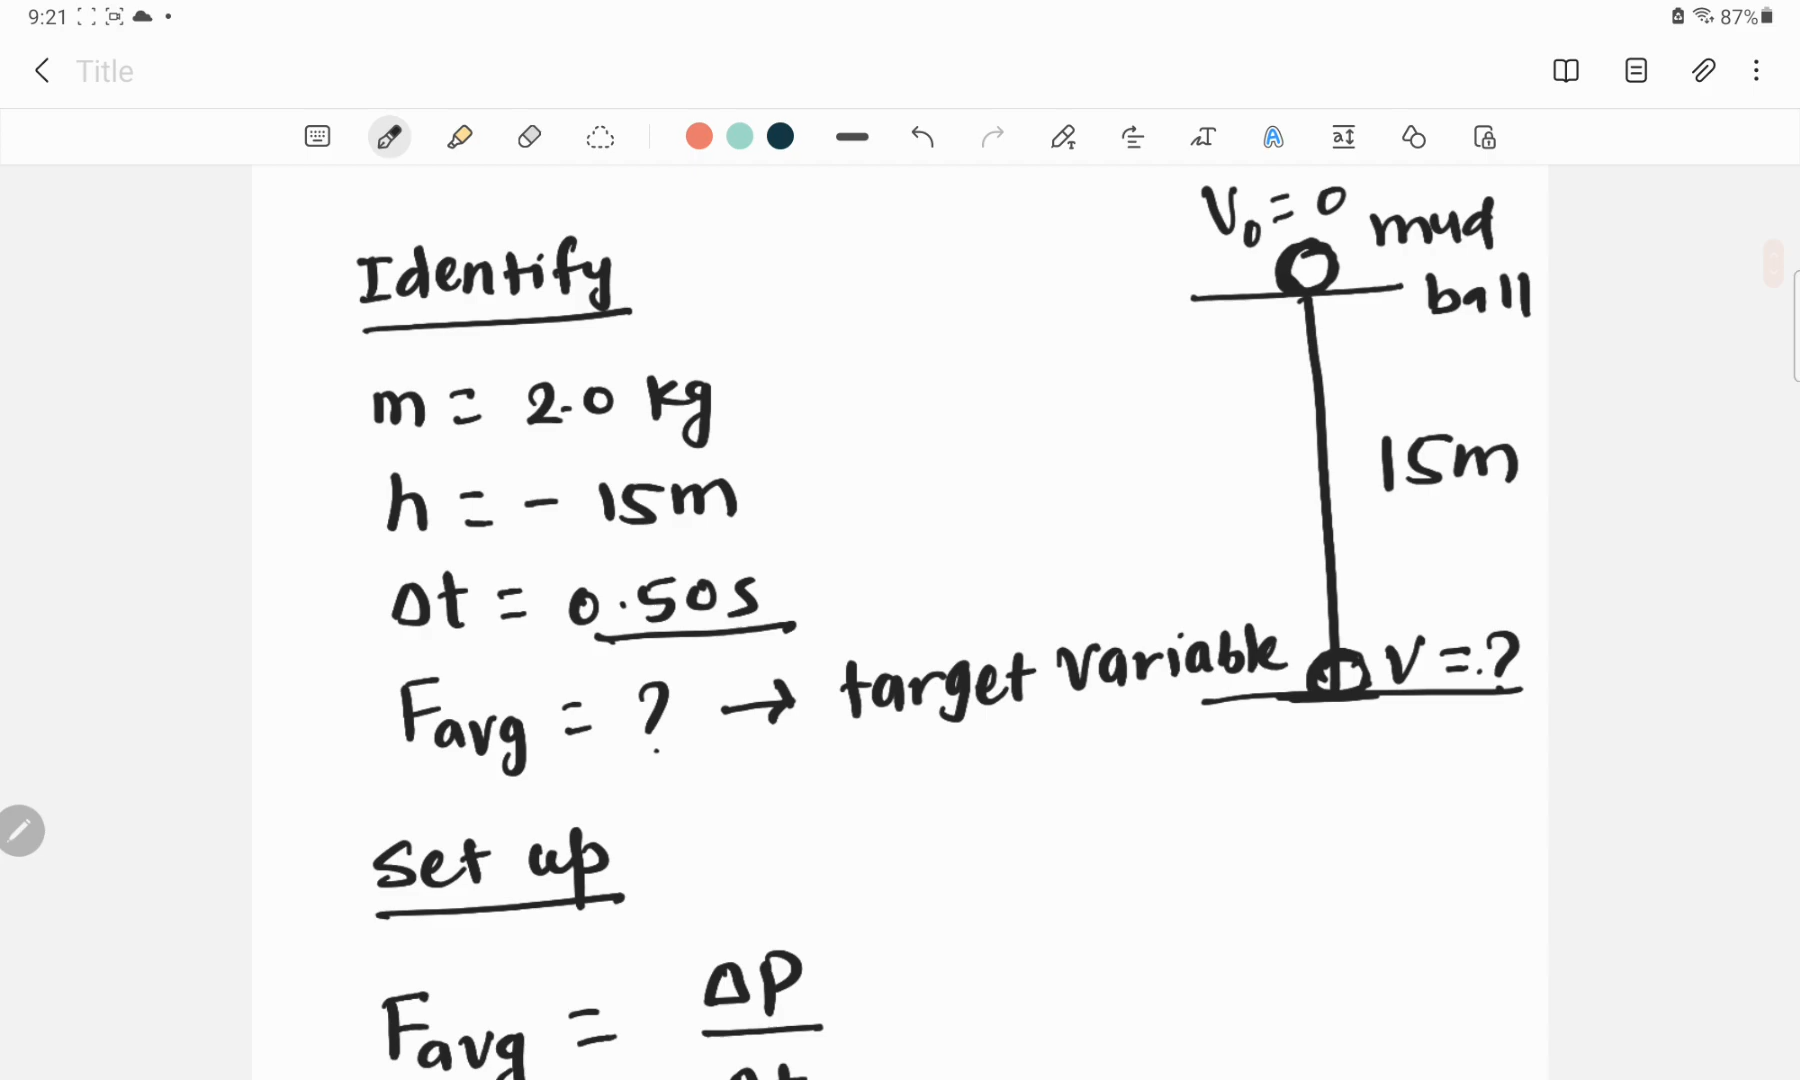 9:21
87%
Title
V₀ = 0 mud
ball
Identify
m = 2.0 kg
h = - 15m
15m
Δt = 0.50s
Favg = ? → target variable
V = ?
Set up
Favg = ΔP
Δt